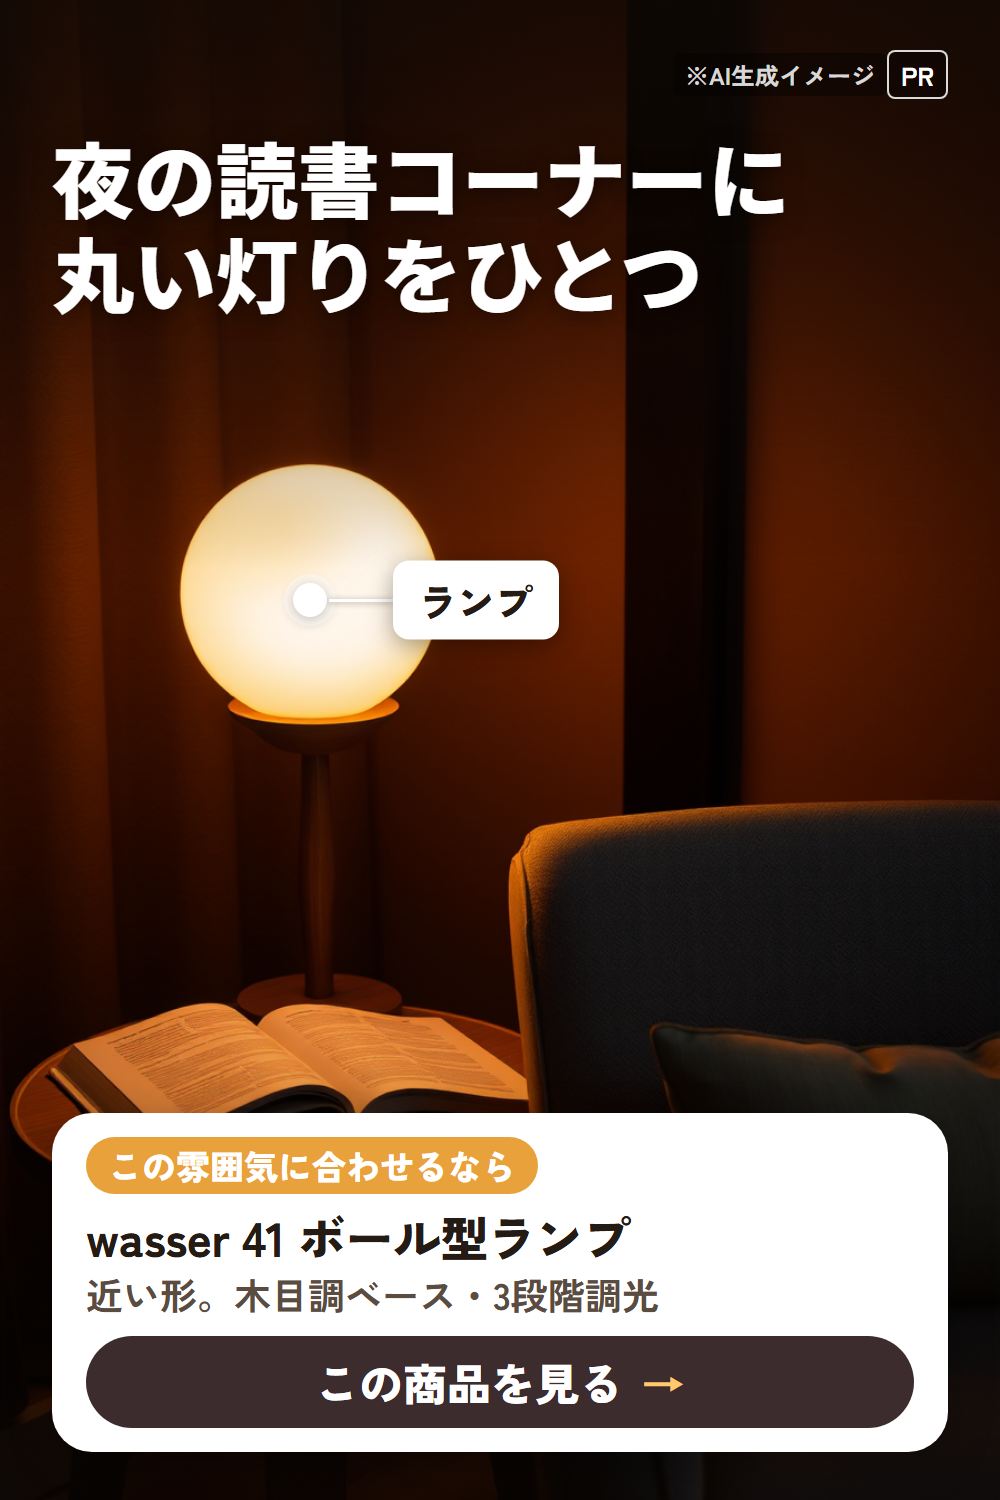 ※AI生成イメージ PR
夜の読書コーナーに
丸い灯りをひとつ
ランプ
この雰囲気に合わせるなら
wasser 41 ボール型ランプ
近い形。木目調ベース・3段階調光
この商品を見る →